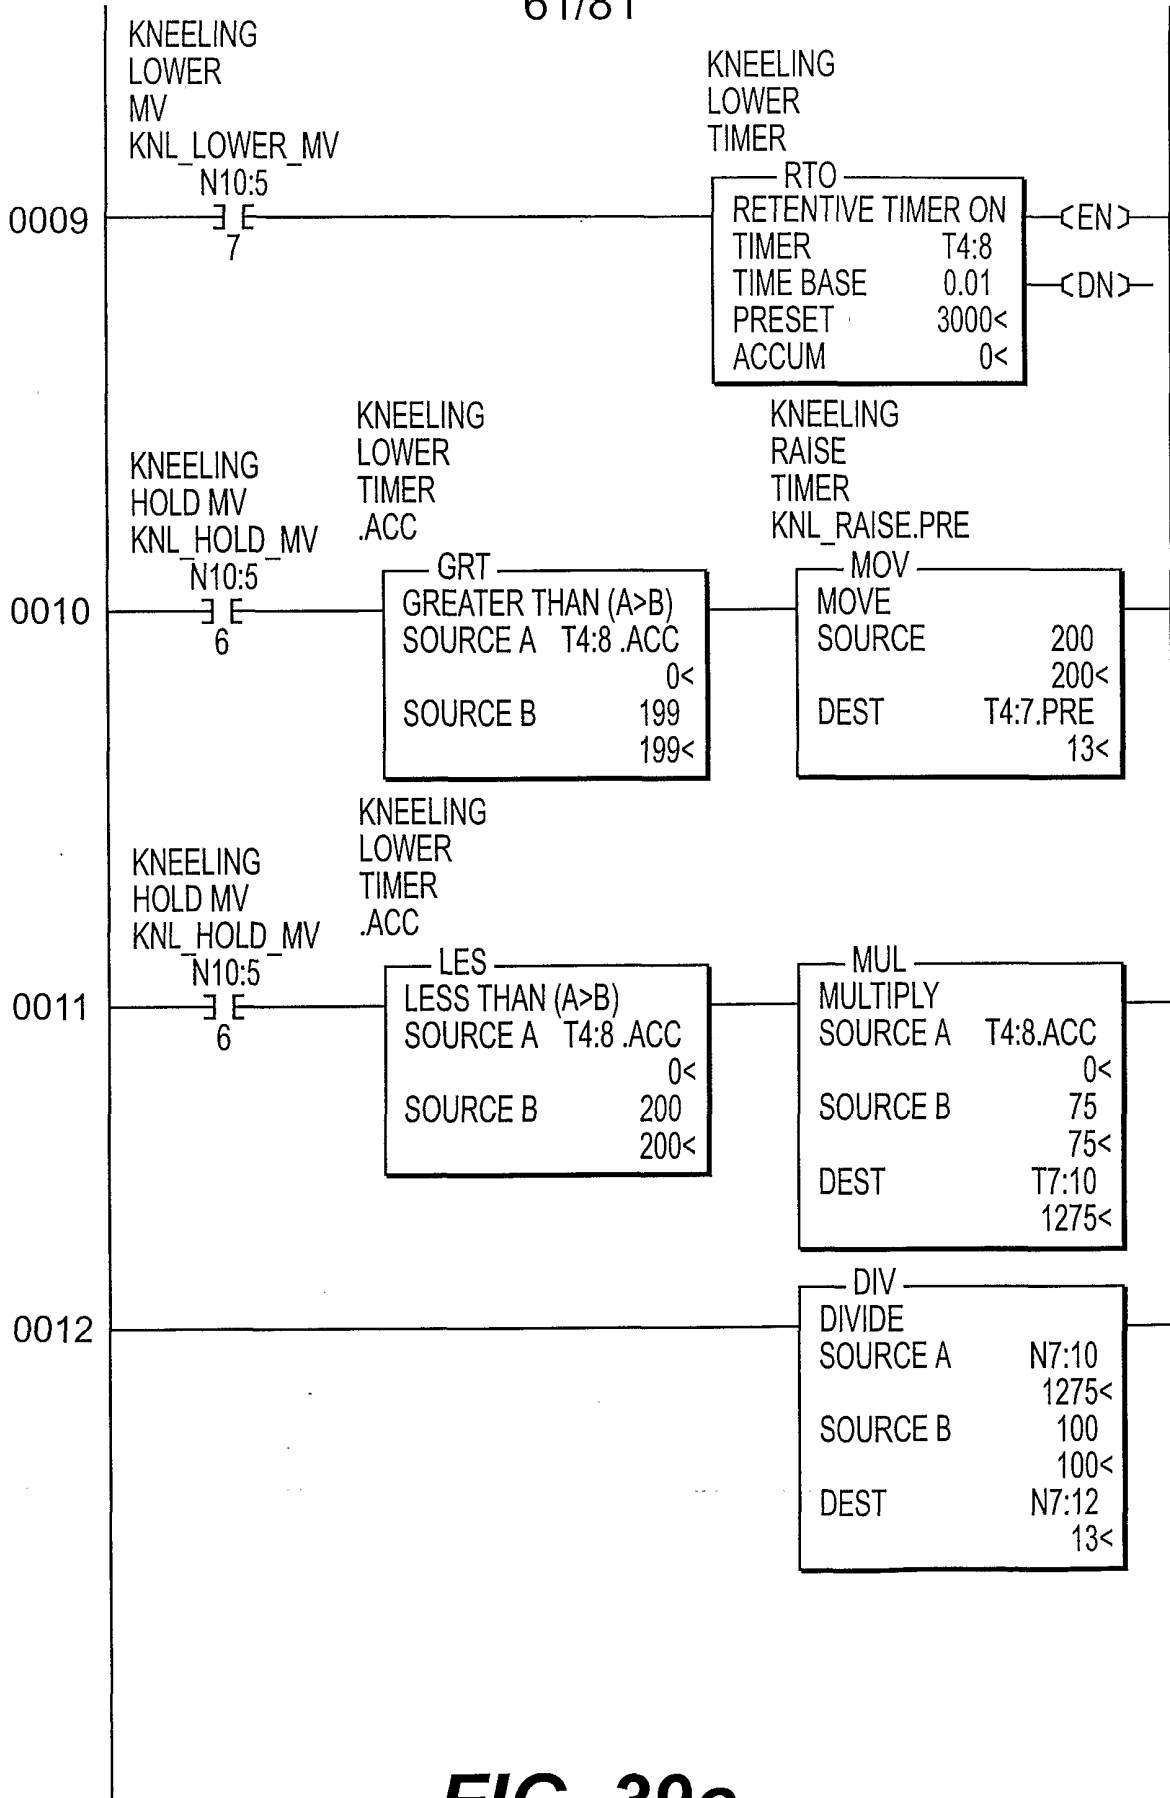 61/81
KNEELING
LOWER
MV
KNL_LOWER_MV
N10:5
7
KNEELING
LOWER
TIMER
0009
RTO
RETENTIVE TIMER ON
TIMER T4:8
TIME BASE 0.01
PRESET 3000<
ACCUM 0<
EN
DN
KNEELING
HOLD MV
KNL_HOLD_MV
N10:5
6
KNEELING
LOWER
TIMER
.ACC
KNEELING
RAISE
TIMER
KNL_RAISE.PRE
0010
GRT
GREATER THAN (A>B)
SOURCE A T4:8 .ACC
0<
SOURCE B 199
199<
MOV
MOVE
SOURCE 200
200<
DEST T4:7.PRE
13<
KNEELING
HOLD MV
KNL_HOLD_MV
N10:5
6
KNEELING
LOWER
TIMER
.ACC
0011
LES
LESS THAN (A>B)
SOURCE A T4:8 .ACC
0<
SOURCE B 200
200<
MUL
MULTIPLY
SOURCE A T4:8.ACC
0<
SOURCE B 75
75<
DEST T7:10
1275<
0012
DIV
DIVIDE
SOURCE A N7:10
1275<
SOURCE B 100
100<
DEST N7:12
13<